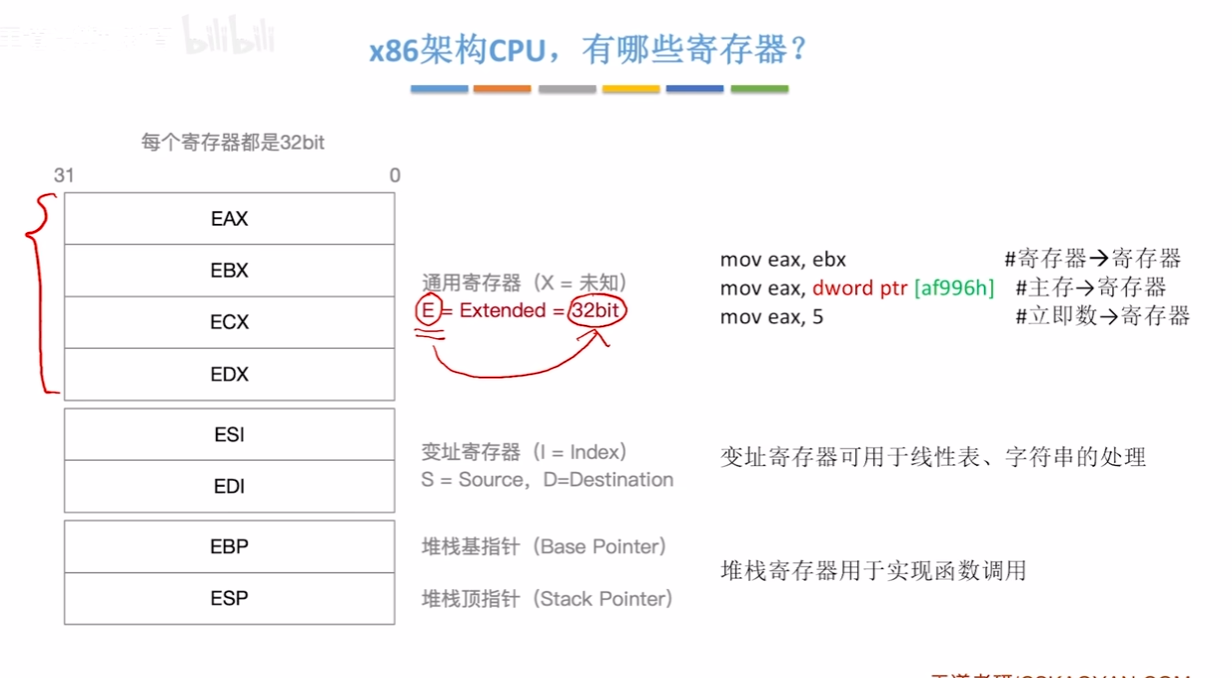 bilibili
x86架构CPU，有哪些寄存器？
每个寄存器都是32bit
31 0
EAX
EBX
ECX
EDX
通用寄存器（X = 未知）
E = Extended = 32bit
mov eax, ebx #寄存器→寄存器
mov eax, dword ptr [af996h] #主存→寄存器
mov eax, 5 #立即数→寄存器
ESI
EDI
变址寄存器（I = Index）
S = Source，D=Destination
变址寄存器可用于线性表、字符串的处理
EBP
ESP
堆栈基指针（Base Pointer）
堆栈顶指针（Stack Pointer）
堆栈寄存器用于实现函数调用